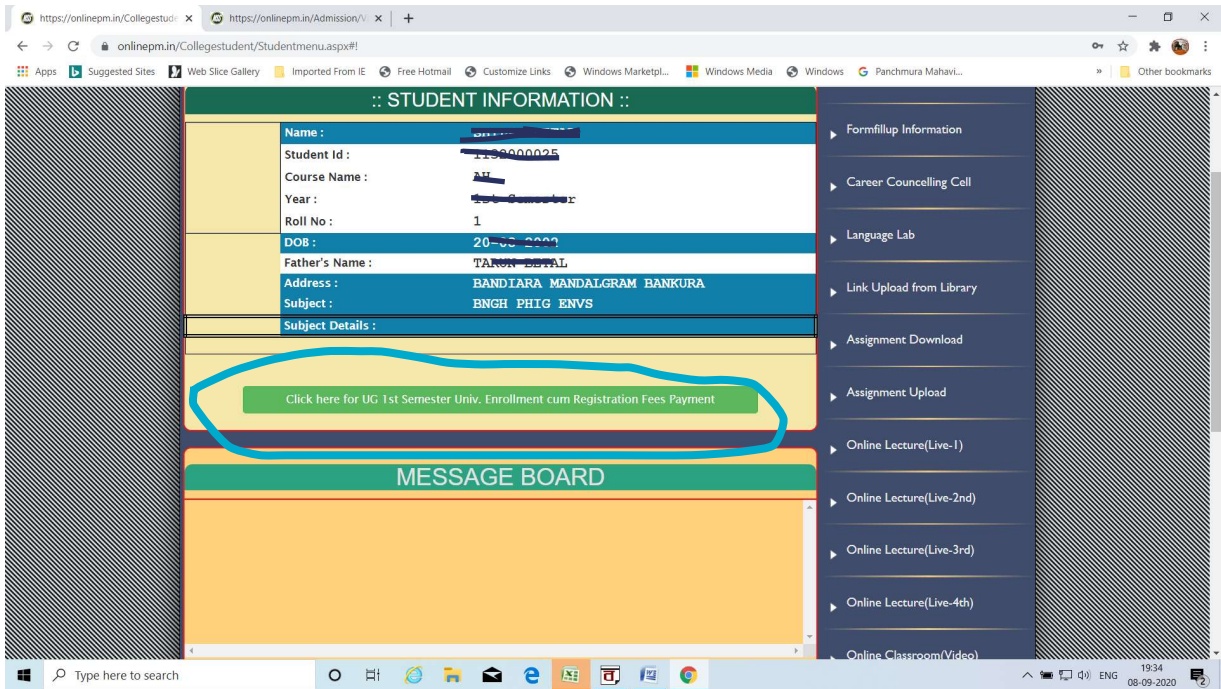 https://onlinepm.in/Collegestude
https://onlinepm.in/Admission/V
onlinepm.in/Collegestudent/Studentmenu.aspx#!
Apps Suggested Sites Web Slice Gallery Imported From IE Free Hotmail Customize Links Windows Marketpl... Windows Media Windows Panchmura Mahavi... » Other bookmarks
:: STUDENT INFORMATION ::
Name :
Student Id :
Course Name :
Year :
Roll No : 1
DOB :
Father's Name :
Address : BANDIARA MANDALGRAM BANKURA
Subject : BNGH PHIG ENVS
Subject Details :
Click here for UG 1st Semester Univ. Enrollment cum Registration Fees Payment
MESSAGE BOARD
Formfillup Information
Career Councelling Cell
Language Lab
Link Upload from Library
Assignment Download
Assignment Upload
Online Lecture(Live-1)
Online Lecture(Live-2nd)
Online Lecture(Live-3rd)
Online Lecture(Live-4th)
Online Classroom(Video)
Type here to search
ENG
19:34
08-09-2020
2